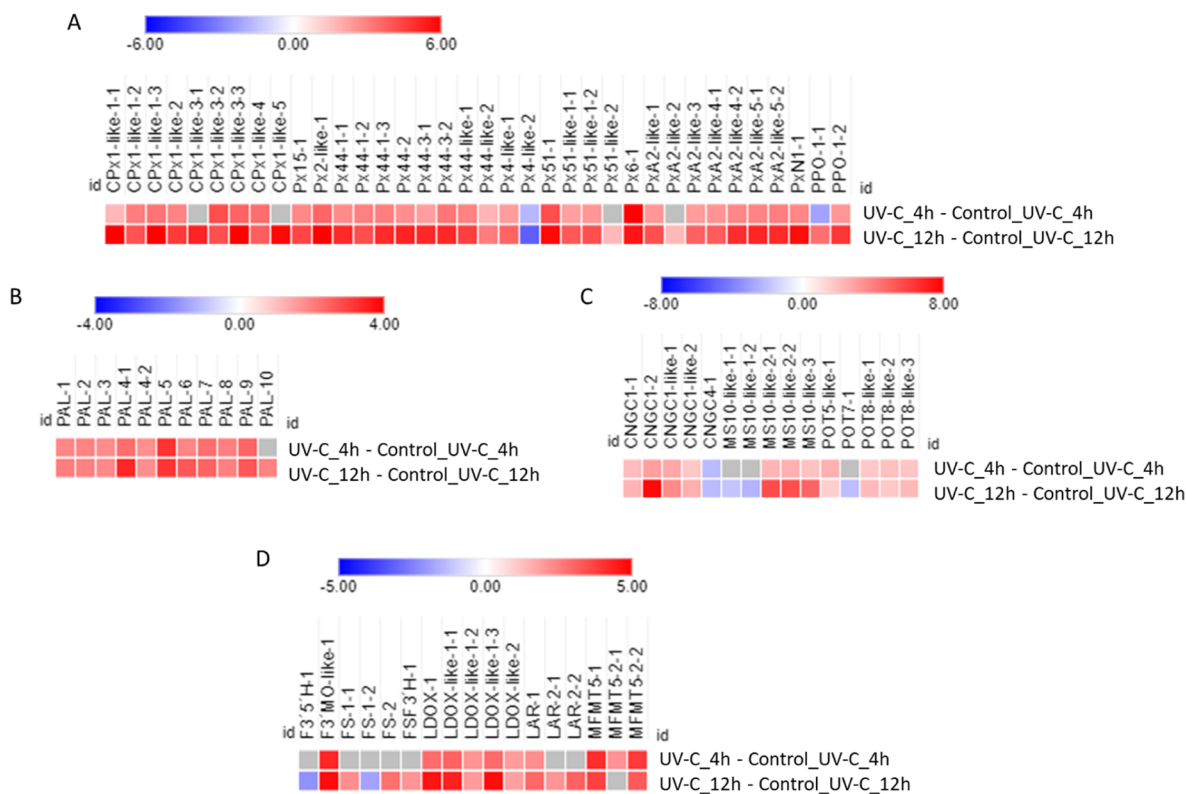 A
-6.00 0.00 6.00
id CPx1-like-1-1 CPx1-like-1-2 CPx1-like-1-3 CPx1-like-2 CPx1-like-3-1 CPx1-like-3-2 CPx1-like-3-3 CPx1-like-4 CPx1-like-5 Px15-1 Px2-like-1 Px44-1-1 Px44-1-2 Px44-1-3 Px44-2 Px44-3-1 Px44-3-2 Px44-like-1 Px44-like-2 Px4-like-1 Px4-like-2 Px51-1 Px51-like-1-1 Px51-like-1-2 Px51-like-2 Px6-1 PxA2-like-1 PxA2-like-2 PxA2-like-3 PxA2-like-4-1 PxA2-like-4-2 PxA2-like-5-1 PxA2-like-5-2 PxN1-1 PPO-1-1 PPO-1-2 id
UV-C_4h - Control_UV-C_4h
UV-C_12h - Control_UV-C_12h
B
-4.00 0.00 4.00
id PAL-1 PAL-2 PAL-3 PAL-4-1 PAL-4-2 PAL-5 PAL-6 PAL-7 PAL-8 PAL-9 PAL-10 id
UV-C_4h - Control_UV-C_4h
UV-C_12h - Control_UV-C_12h
C
-8.00 0.00 8.00
id CNGC1-1 CNGC1-2 CNGC1-like-1 CNGC1-like-2 CNGC4-1 MS10-like-1-1 MS10-like-1-2 MS10-like-2-1 MS10-like-2-2 MS10-like-3 POT5-like-1 POT7-1 POT8-like-1 POT8-like-2 POT8-like-3 id
UV-C_4h - Control_UV-C_4h
UV-C_12h - Control_UV-C_12h
D
-5.00 0.00 5.00
id F3´5´H-1 F3´MO-like-1 FS-1-1 FS-1-2 FS-2 FSF3´H-1 LDOX-1 LDOX-like-1-1 LDOX-like-1-2 LDOX-like-1-3 LDOX-like-2 LAR-1 LAR-2-1 LAR-2-2 MFMT5-1 MFMT5-2-1 MFMT5-2-2 id
UV-C_4h - Control_UV-C_4h
UV-C_12h - Control_UV-C_12h